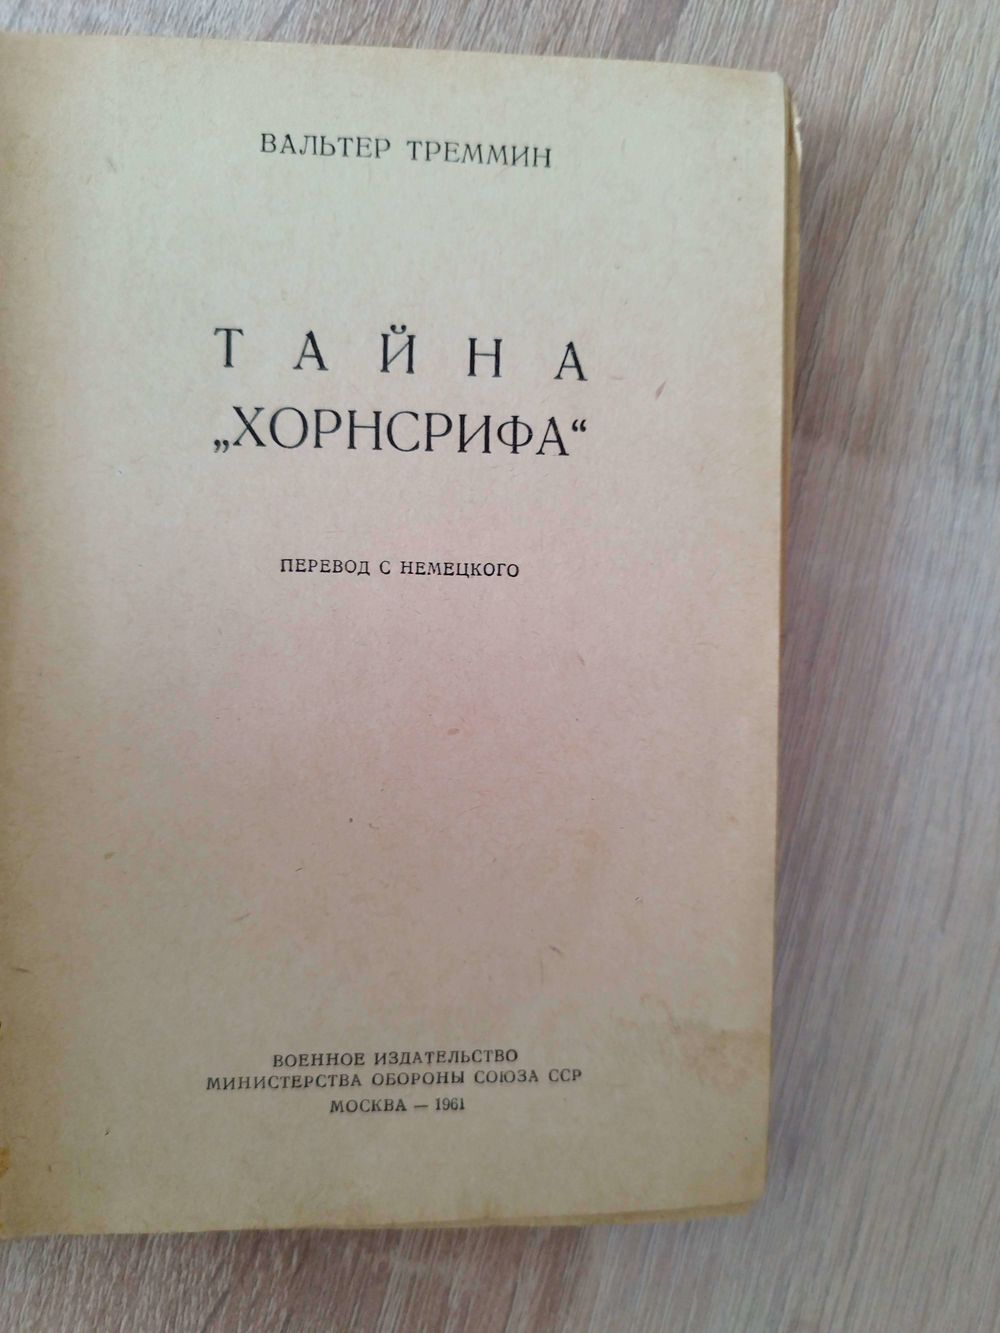 ВАЛЬТЕР ТРЕММИН
ТАЙНА
„ХОРНСРИФА“
ПЕРЕВОД С НЕМЕЦКОГО
ВОЕННОЕ ИЗДАТЕЛЬСТВО
МИНИСТЕРСТВА ОБОРОНЫ СОЮЗА ССР
МОСКВА — 1961